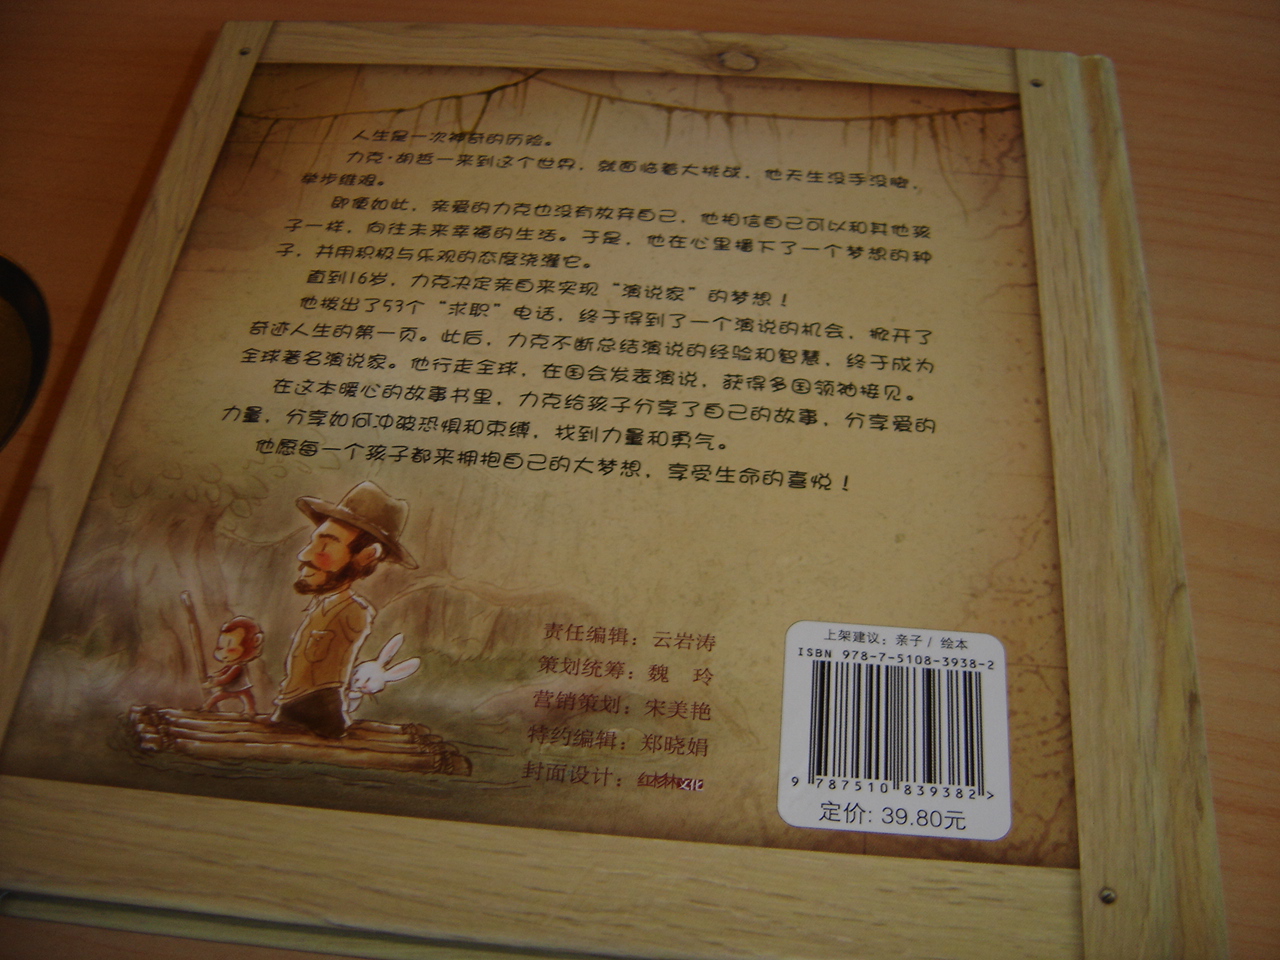 人生是一次神奇的历险。
力克·胡哲一来到这个世界，就面临着大挑战，他天生没手没脚，
举步维艰。
即便如此，亲爱的力克也没有放弃自己，他相信自己可以和其他孩
子一样，向往未来幸福的生活。于是，他在心里播下了一个梦想的种
子，并用积极与乐观的态度浇灌它。
直到16岁，力克决定亲自来实现“演说家”的梦想！
他拨出了53个“求职”电话，终于得到了一个演说的机会，掀开了
奇迹人生的第一页。此后，力克不断总结演说的经验和智慧，终于成为
全球著名演说家。他行走全球，在国会发表演说，获得多国领袖接见。
在这本暖心的故事书里，力克给孩子分享了自己的故事，分享爱的
力量，分享如何冲破恐惧和束缚，找到力量和勇气。
他愿每一个孩子都来拥抱自己的大梦想，享受生命的喜悦！
责任编辑：云岩涛
策划统筹：魏 玲
营销策划：宋美艳
特约编辑：郑晓娟
封面设计：红杉林文化
上架建议：亲子/绘本
ISBN 978-7-5108-3938-2
9 787510 839382 >
定价: 39.80元